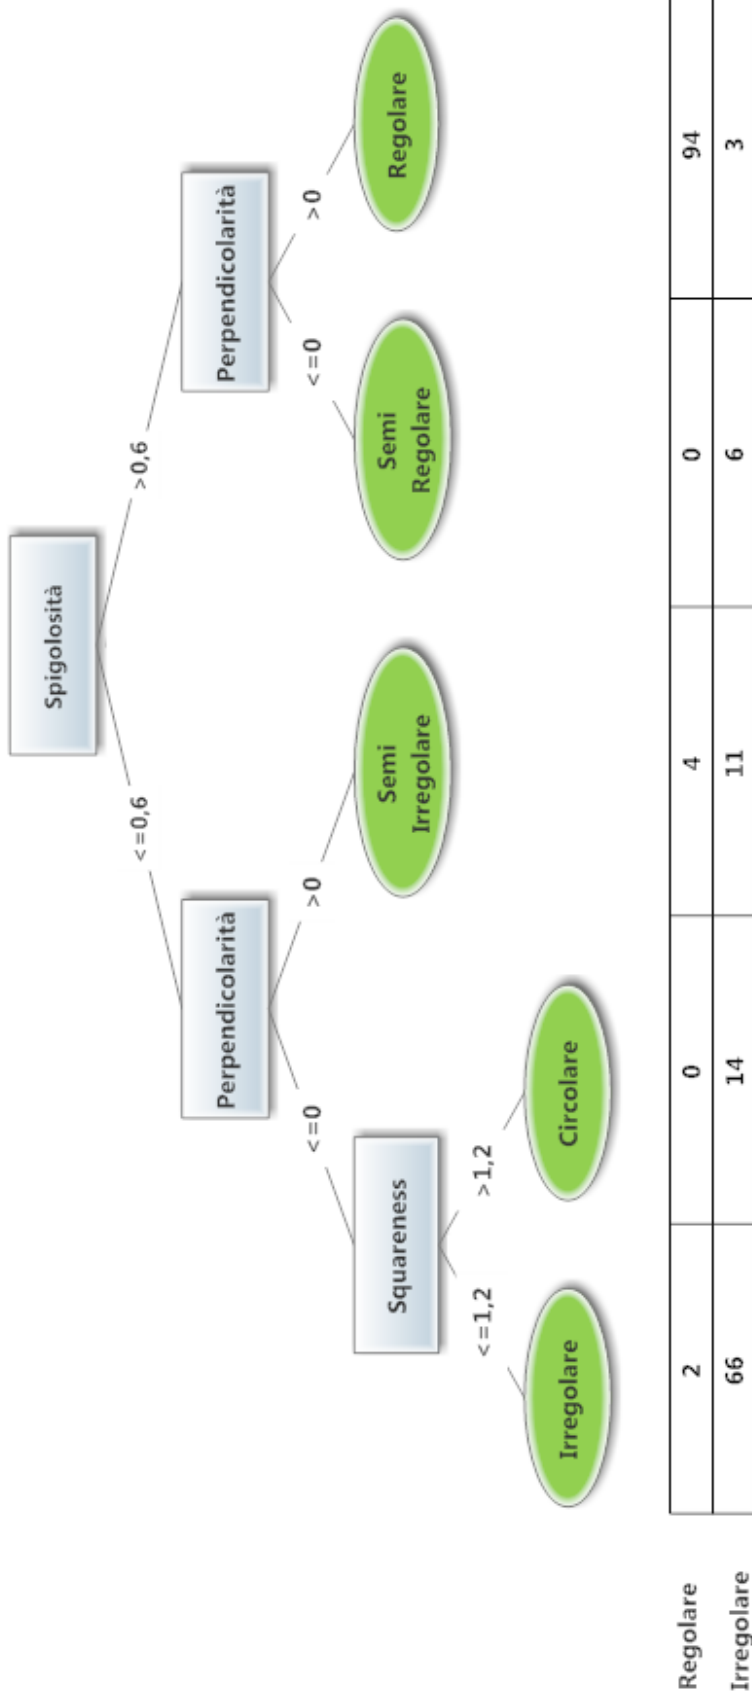 Spigolosità
<=0,6
>0,6
Perpendicolarità
Perpendicolarità
<=0
>0
<=0
>0
Squareness
Semi
Irregolare
Semi
Regolare
Regolare
<=1,2
>1,2
Irregolare
Circolare
Regolare 2 0 4 0 94
Irregolare 66 14 11 6 3